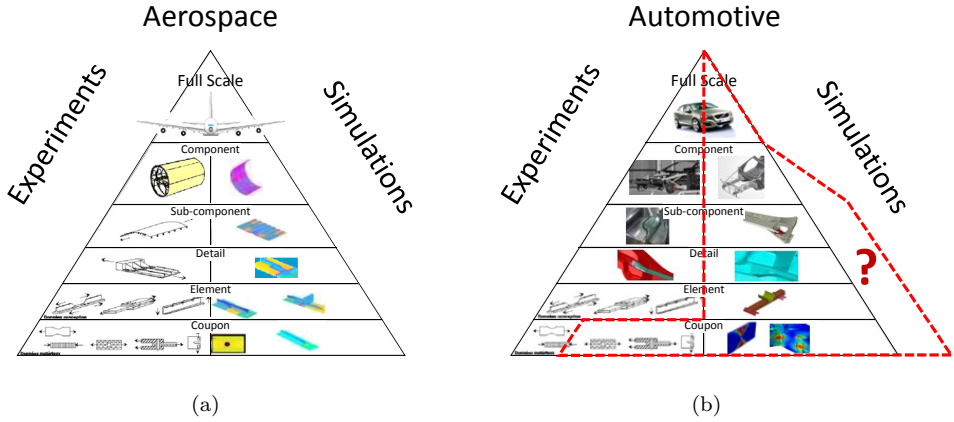 Aerospace
Experiments
Simulations
Full Scale
Component
Sub-component
Detail
Element
Coupon
(a)
Automotive
Experiments
Simulations
Full Scale
Component
Sub-component
Detail
Element
Coupon
?
(b)